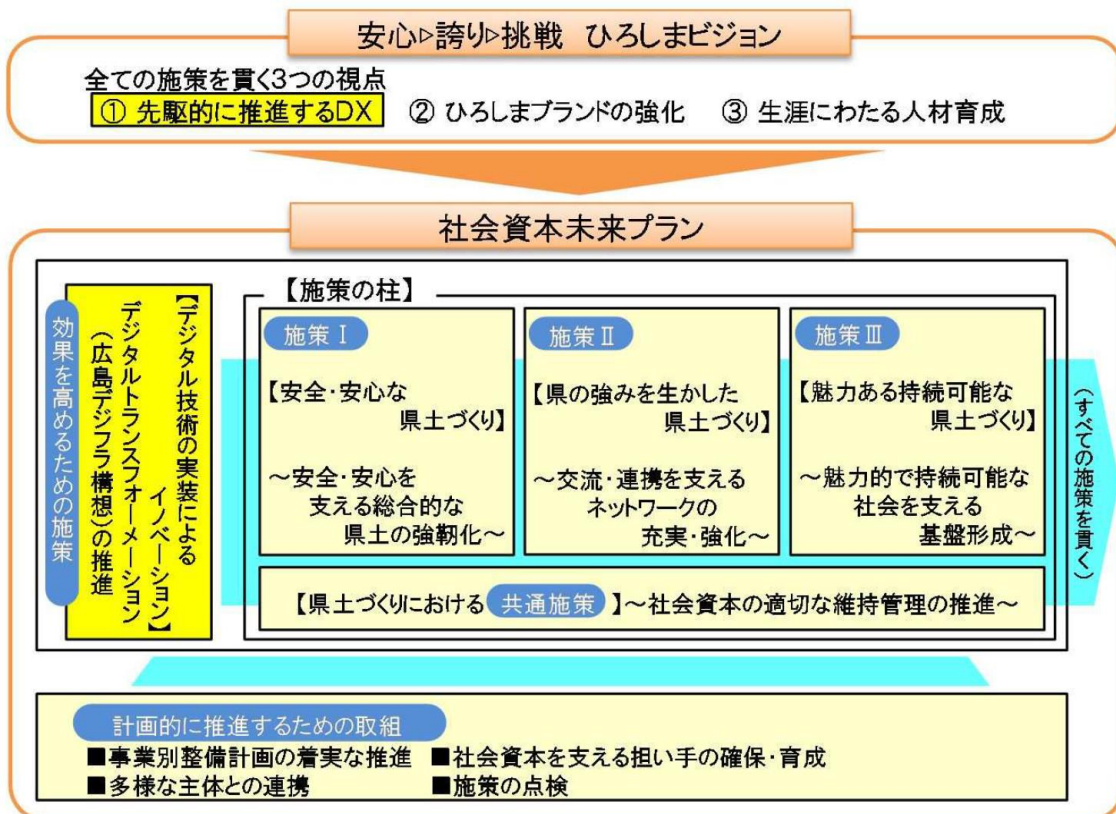 安心▷誇り▷挑戦 ひろしまビジョン
全ての施策を貫く3つの視点
① 先駆的に推進するDX ② ひろしまブランドの強化 ③ 生涯にわたる人材育成
社会資本未来プラン
効果を高めるための施策
【デジタル技術の実装による
イノベーション】
デジタルトランスフォーメーション
(広島デジフラ構想)の推進
【施策の柱】
施策Ⅰ
【安全・安心な
県土づくり】
~安全・安心を
支える総合的な
県土の強靭化~
施策Ⅱ
【県の強みを生かした
県土づくり】
~交流・連携を支える
ネットワークの
充実・強化~
施策Ⅲ
【魅力ある持続可能な
県土づくり】
~魅力的で持続可能な
社会を支える
基盤形成~
(すべての施策を貫く)
【県土づくりにおける 共通施策 】~社会資本の適切な維持管理の推進~
計画的に推進するための取組
■事業別整備計画の着実な推進 ■社会資本を支える担い手の確保・育成
■多様な主体との連携 ■施策の点検